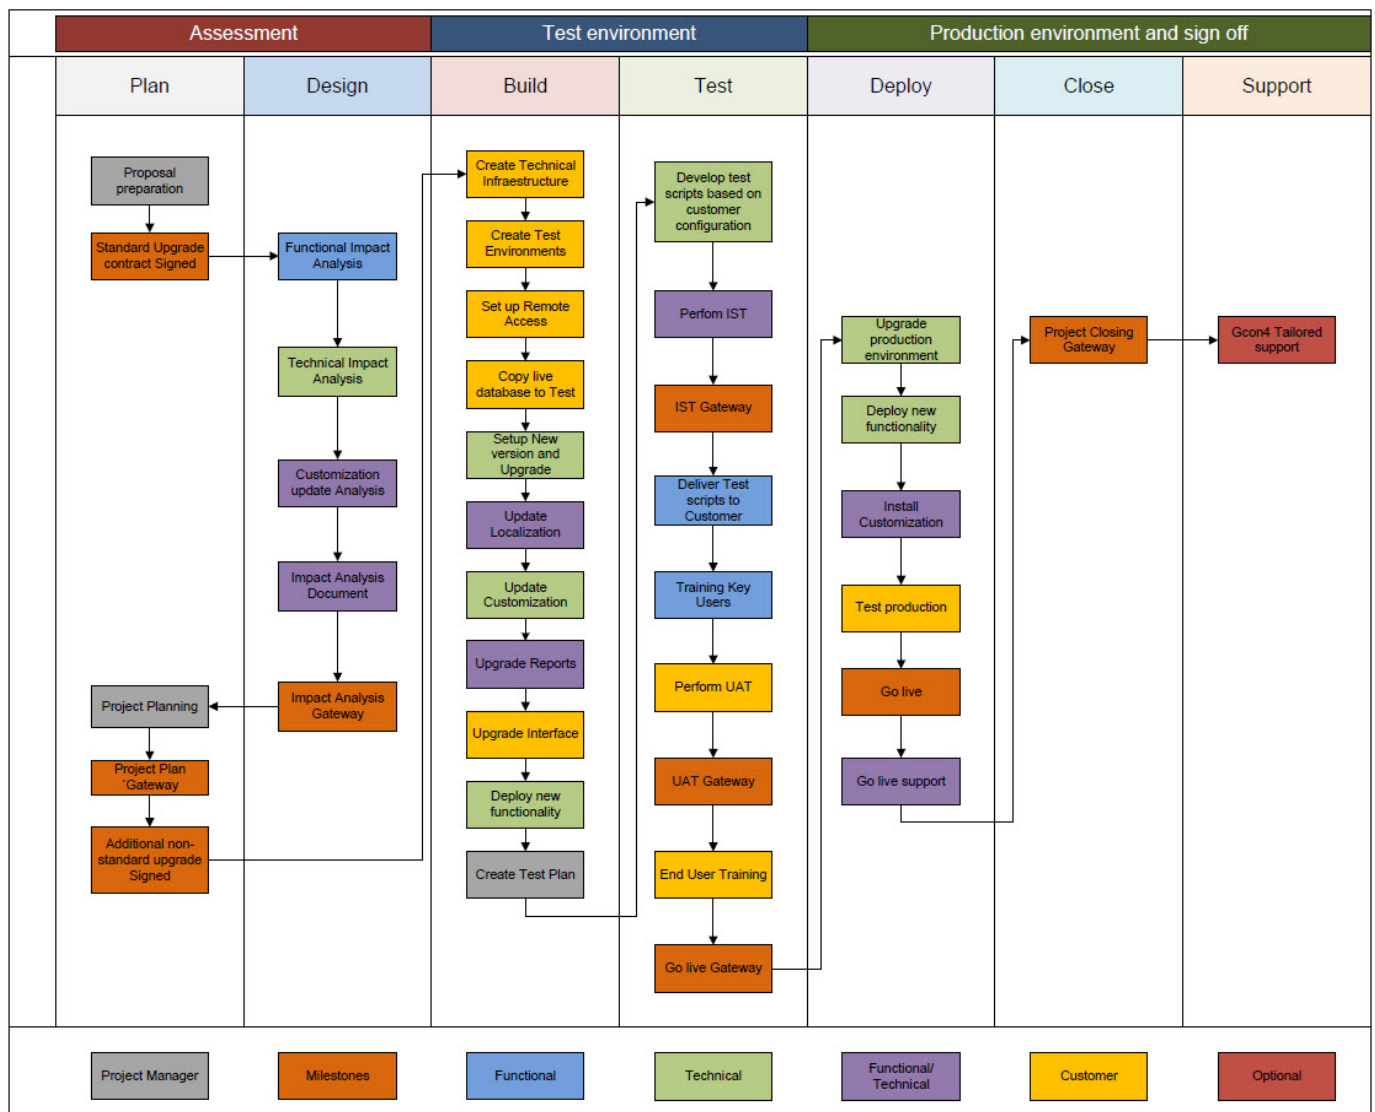 Assessment
Test environment
Production environment and sign off
Plan
Design
Build
Test
Deploy
Close
Support
Proposal
preparation
Standard Upgrade
contract Signed
Project Planning
Project Plan
´Gateway
Additional non-
standard upgrade
Signed
Functional Impact
Analysis
Technical Impact
Analysis
Customization
update Analysis
Impact Analysis
Document
Impact Analysis
Gateway
Create Technical
Infraestructure
Create Test
Environments
Set up Remote
Access
Copy live
database to Test
Setup New
version and
Upgrade
Update
Localization
Update
Customization
Upgrade Reports
Upgrade Interface
Deploy new
functionality
Create Test Plan
Develop test
scripts based on
customer
configuration
Perfom IST
IST Gateway
Deliver Test
scripts to
Customer
Training Key
Users
Perform UAT
UAT Gateway
End User Training
Go live Gateway
Upgrade
production
environment
Deploy new
functionality
Install
Customization
Test production
Go live
Go live support
Project Closing
Gateway
Gcon4 Tailored
support
Project Manager
Milestones
Functional
Technical
Functional/
Technical
Customer
Optional